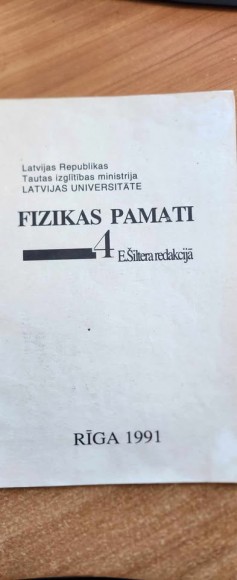 Latvijas Republikas
Tautas izglītības ministrija
LATVIJAS UNIVERSITĀTE
FIZIKAS PAMATI
4 E.Šiltera redakcijā
RĪGA 1991